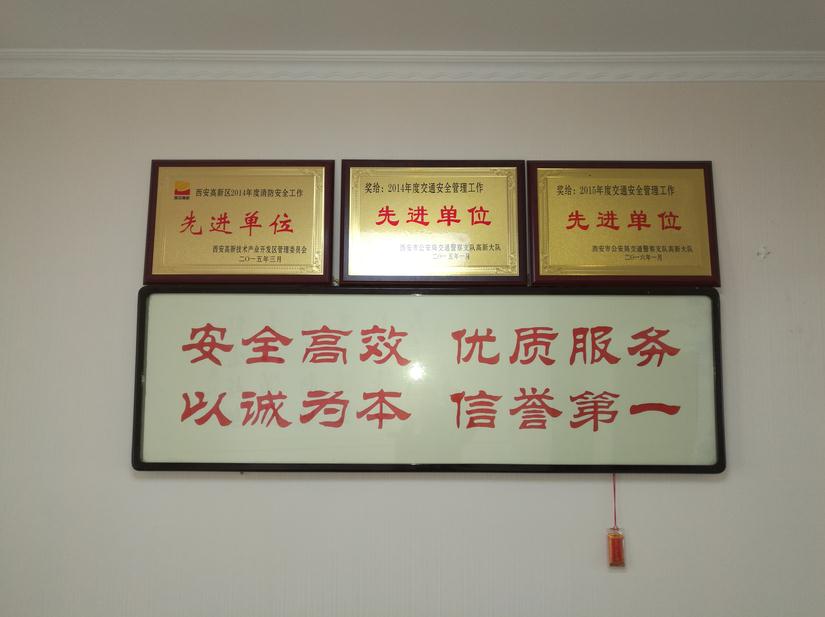 西安高新区2014年度消防安全工作
先进单位
西安高新技术产业开发区管理委员会
二〇一五年三月
奖给：2014年度交通安全管理工作
先进单位
西安市公安局交通警察支队高新大队
二〇一五年一月
奖给：2015年度交通安全管理工作
先进单位
西安市公安局交通警察支队高新大队
二〇一六年一月
安全高效 优质服务
以诚为本 信誉第一